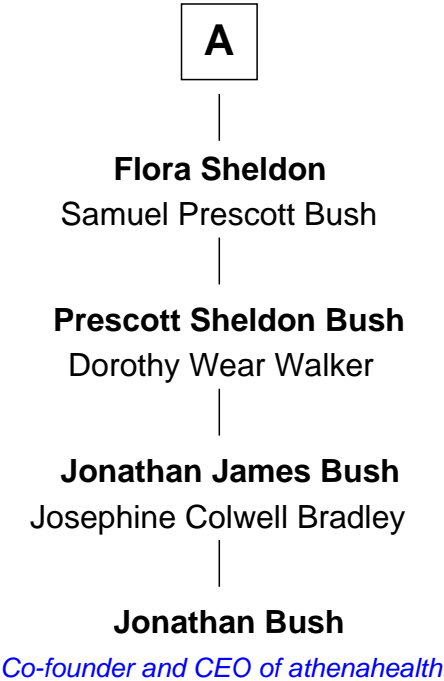 A
Flora Sheldon
Samuel Prescott Bush
Prescott Sheldon Bush
Dorothy Wear Walker
Jonathan James Bush
Josephine Colwell Bradley
Jonathan Bush
Co-founder and CEO of athenahealth